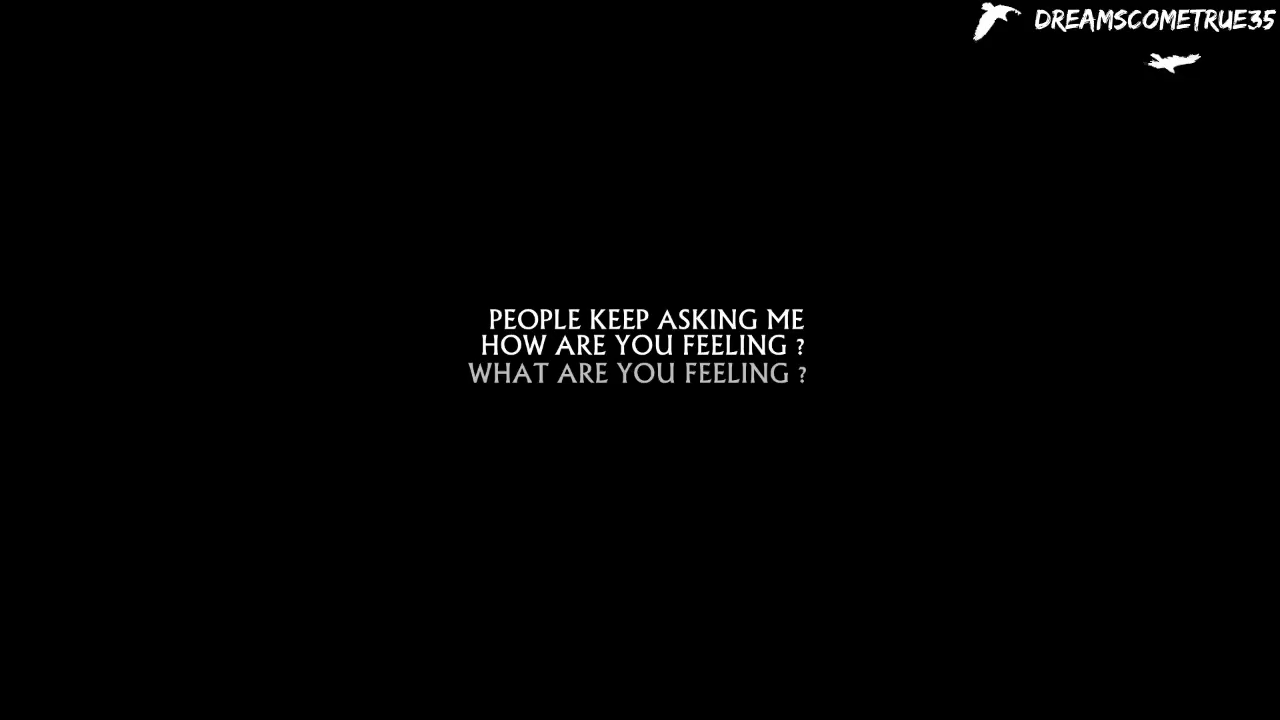 DREAMSCOMETRUE35
PEOPLE KEEP ASKING ME
HOW ARE YOU FEELING ?
WHAT ARE YOU FEELING ?